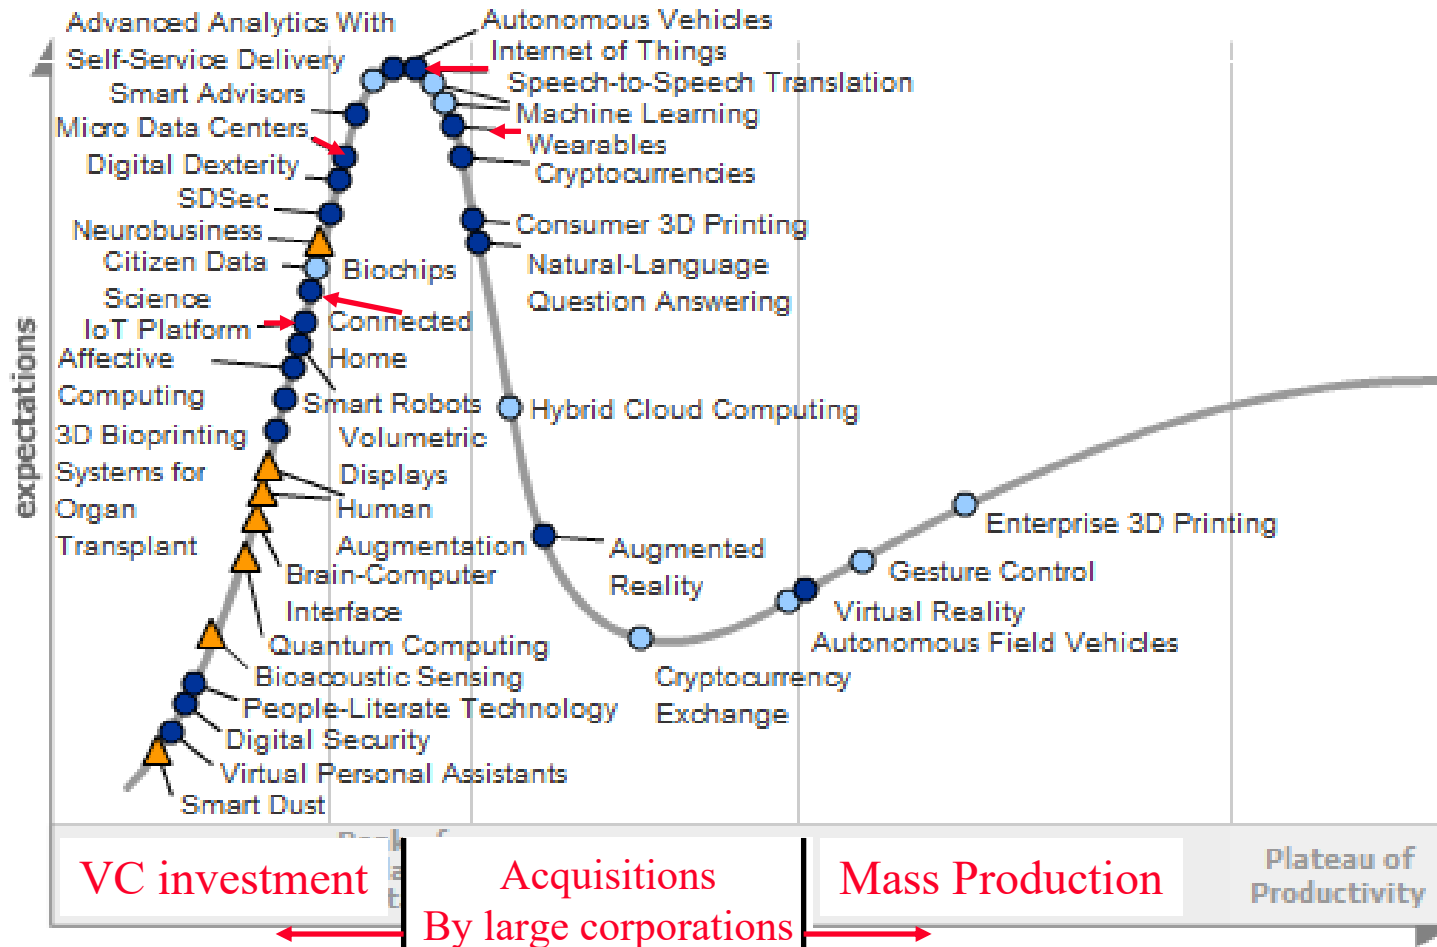 Advanced Analytics With
Self-Service Delivery
Smart Advisors
Micro Data Centers
Digital Dexterity
SDSec
Neurobusiness
Citizen Data
Science
IoT Platform
Affective
Computing
3D Bioprinting
Systems for
Organ
Transplant
Autonomous Vehicles
Internet of Things
Speech-to-Speech Translation
Machine Learning
Wearables
Cryptocurrencies
Consumer 3D Printing
Natural-Language
Question Answering
Biochips
Connected
Home
Smart Robots
Volumetric
Displays
Human
Augmentation
Brain-Computer
Interface
Quantum Computing
Bioacoustic Sensing
People-Literate Technology
Digital Security
Virtual Personal Assistants
Smart Dust
Hybrid Cloud Computing
Augmented
Reality
Cryptocurrency
Exchange
Enterprise 3D Printing
Gesture Control
Virtual Reality
Autonomous Field Vehicles
expectations
VC investment
Acquisitions
By large corporations
Mass Production
Plateau of
Productivity